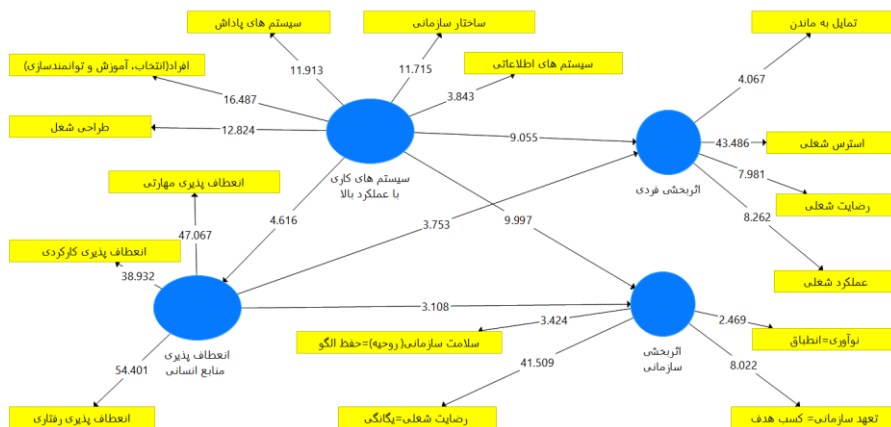 سیستم های پاداش
ساختار سازمانی
تمایل به ماندن
افراد(انتخاب، آموزش و توانمندسازی)
سیستم های اطلاعاتی
11.913
11.715
4.067
16.487
3.843
طراحی شغل
12.824
9.055
43.486
استرس شغلی
اثربخشی فردی
7.981
سیستم های کاری
با عملکرد بالا
انعطاف پذیری مهارتی
رضایت شغلی
4.616
3.753
9.997
8.262
47.067
انعطاف پذیری کارکردی
38.932
عملکرد شغلی
3.108
2.469
3.424
سلامت سازمانی( روحیه)=حفظ الگو
نوآوری=انطباق
انعطاف پذیری
منابع انسانی
اثربخشی
سازمانی
54.401
41.509
8.022
انعطاف پذیری رفتاری
رضایت شغلی=یگانگی
تعهد سازمانی= کسب هدف